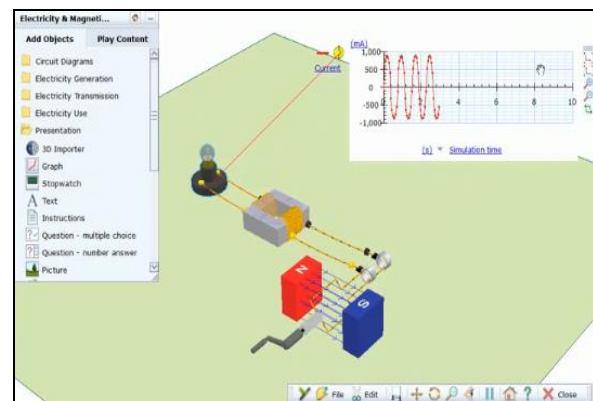 Electricity & Magneti...
Add Objects Play Content
Circuit Diagrams
Electricity Generation
Electricity Transmission
Electricity Use
Presentation
3D Importer
Graph
Stopwatch
Text
Instructions
Question - multiple choice
Question - number answer
Picture
Current
(mA)
1,000
500
0
-500
-1,000
2 4 6 8 10
(s) Simulation time
N
S
File Edit Close